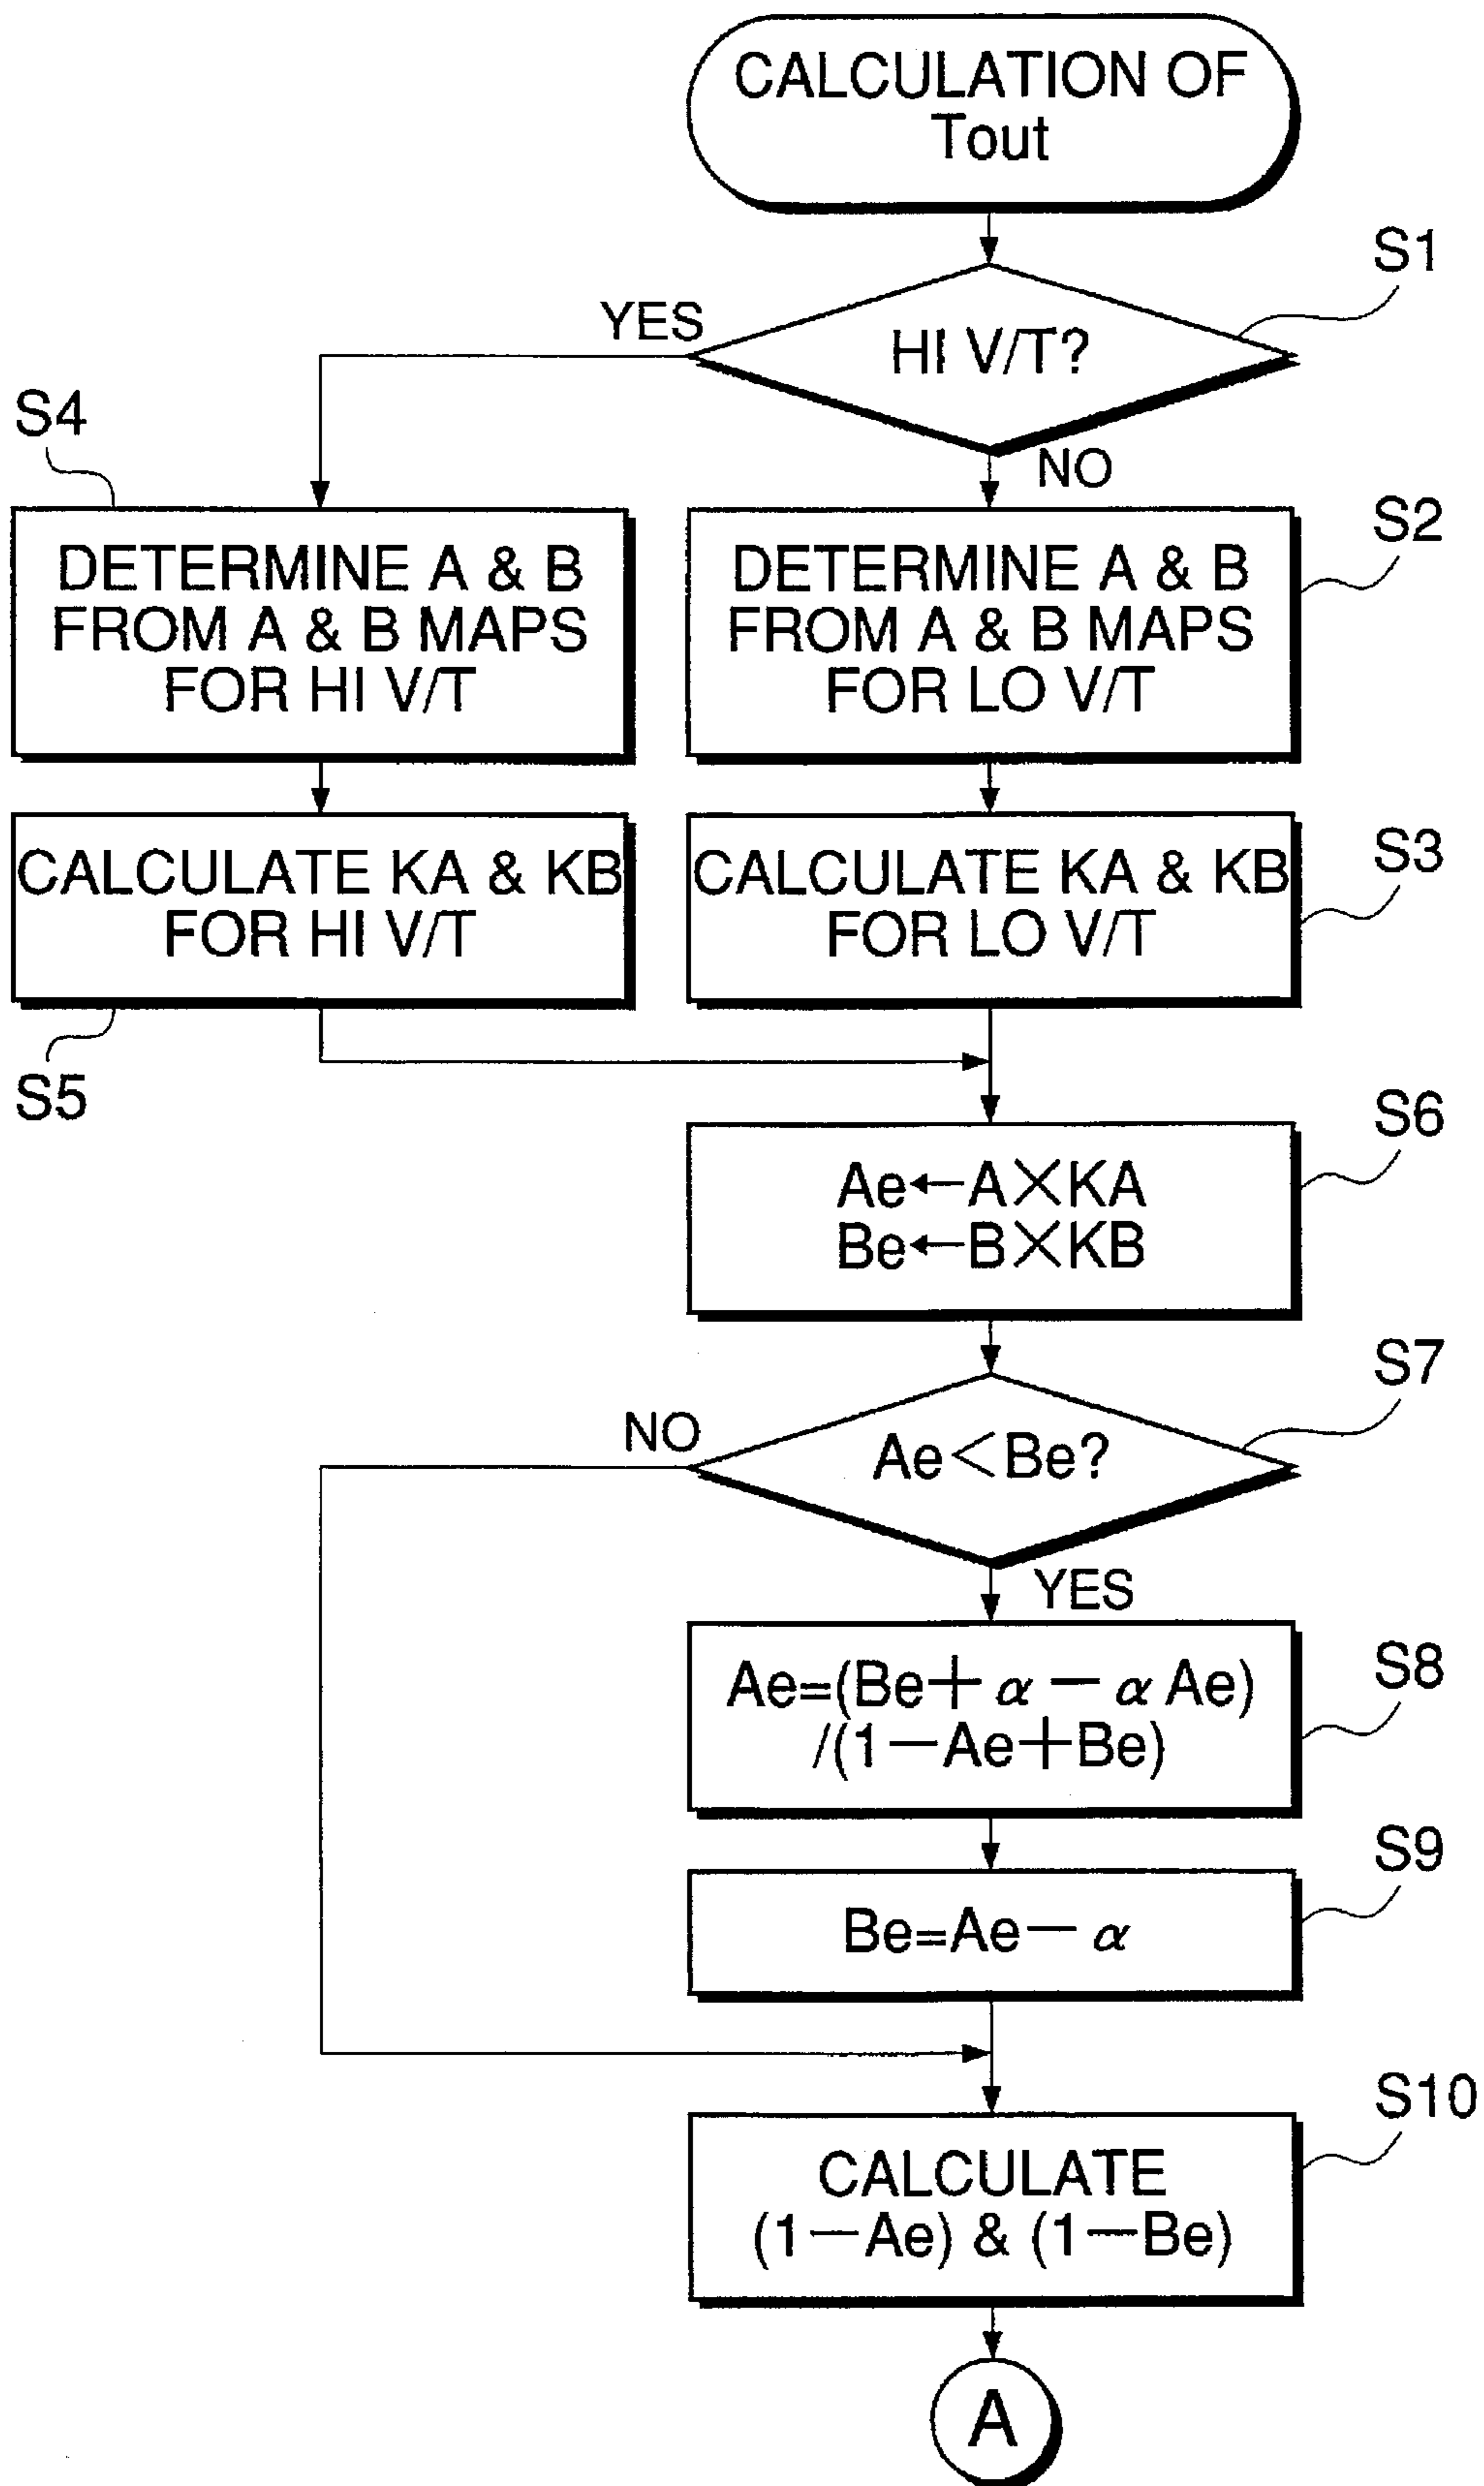 CALCULATION OF
Tout
S1
YES
HI V/T?
NO
S4
S2
DETERMINE A & B
FROM A & B MAPS
FOR HI V/T
DETERMINE A & B
FROM A & B MAPS
FOR LO V/T
S3
CALCULATE KA & KB
FOR HI V/T
CALCULATE KA & KB
FOR LO V/T
S5
S6
Ae←A×KA
Be←B×KB
S7
NO
Ae<Be?
YES
S8
Ae=(Be+α-αAe)
/(1-Ae+Be)
S9
Be=Ae-α
S10
CALCULATE
(1-Ae) & (1-Be)
A